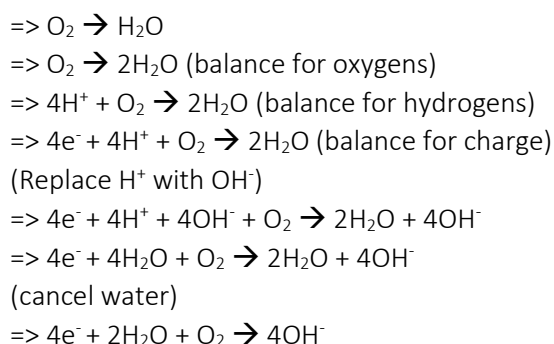 => O₂ → H₂O
=> O₂ → 2H₂O (balance for oxygens)
=> 4H⁺ + O₂ → 2H₂O (balance for hydrogens)
=> 4e⁻ + 4H⁺ + O₂ → 2H₂O (balance for charge)
(Replace H⁺ with OH⁻)
=> 4e⁻ + 4H⁺ + 4OH⁻ + O₂ → 2H₂O + 4OH⁻
=> 4e⁻ + 4H₂O + O₂ → 2H₂O + 4OH⁻
(cancel water)
=> 4e⁻ + 2H₂O + O₂ → 4OH⁻